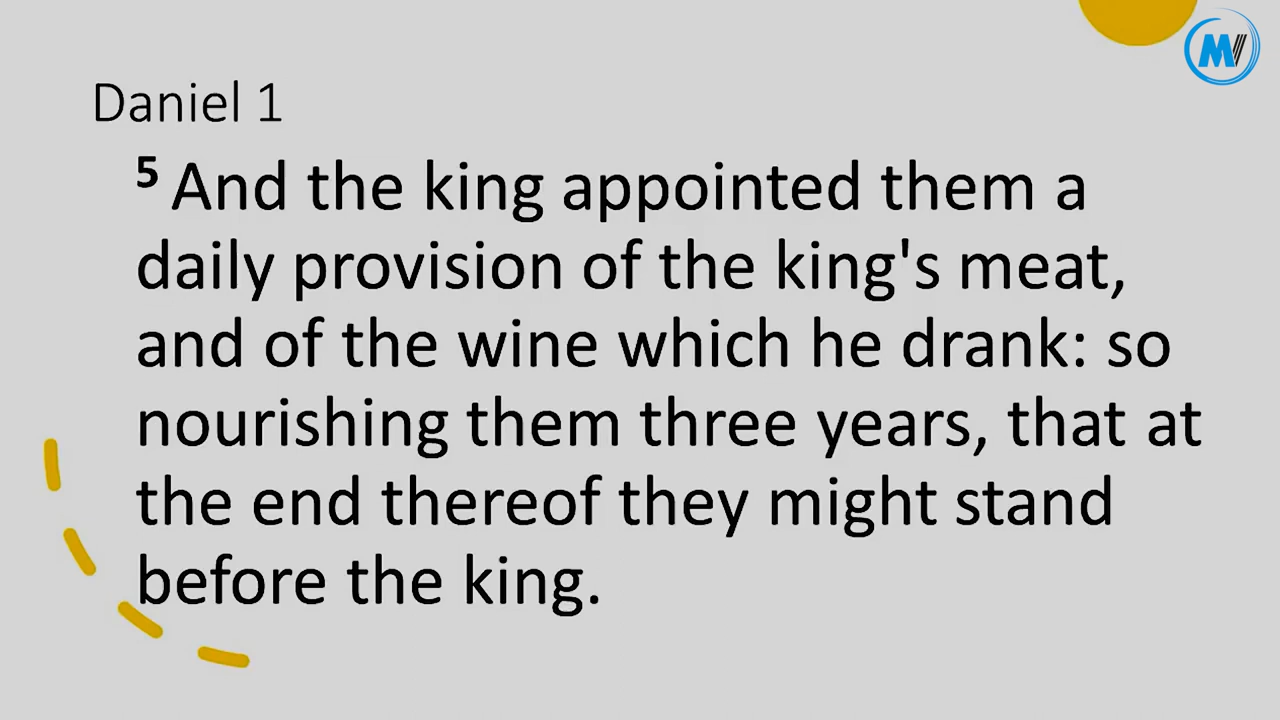 Daniel 1
5 And the king appointed them a
daily provision of the king's meat,
and of the wine which he drank: so
nourishing them three years, that at
the end thereof they might stand
before the king.
MV